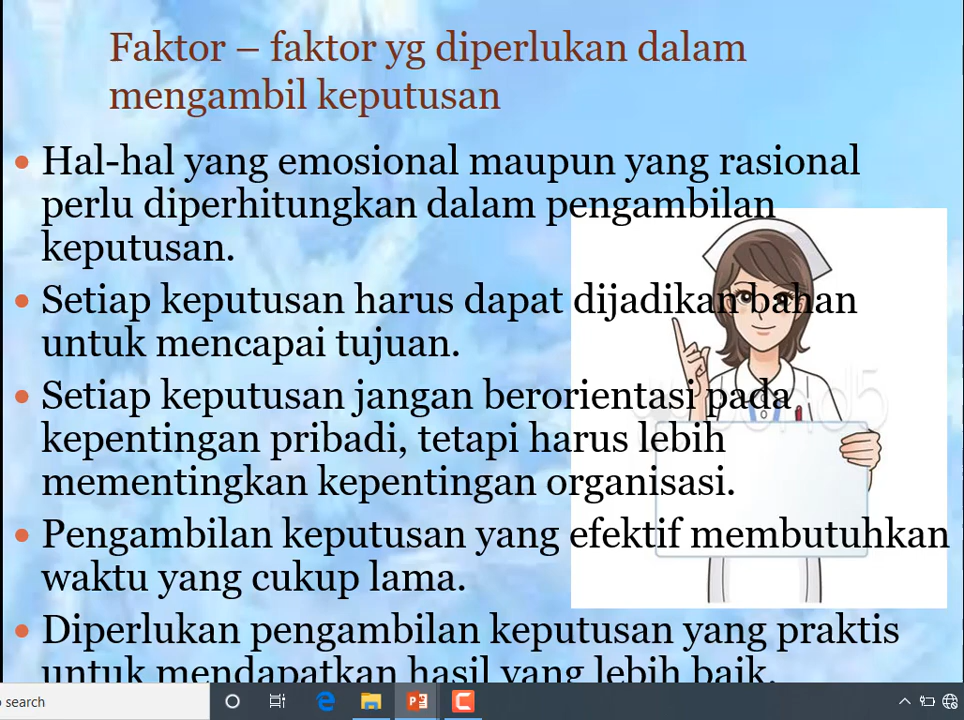 Faktor – faktor yg diperlukan dalam
mengambil keputusan
• Hal-hal yang emosional maupun yang rasional
perlu diperhitungkan dalam pengambilan
keputusan.
• Setiap keputusan harus dapat dijadikan bahan
untuk mencapai tujuan.
• Setiap keputusan jangan berorientasi pada
kepentingan pribadi, tetapi harus lebih
mementingkan kepentingan organisasi.
• Pengambilan keputusan yang efektif membutuhkan
waktu yang cukup lama.
• Diperlukan pengambilan keputusan yang praktis
untuk mendapatkan hasil yang lebih baik.
search